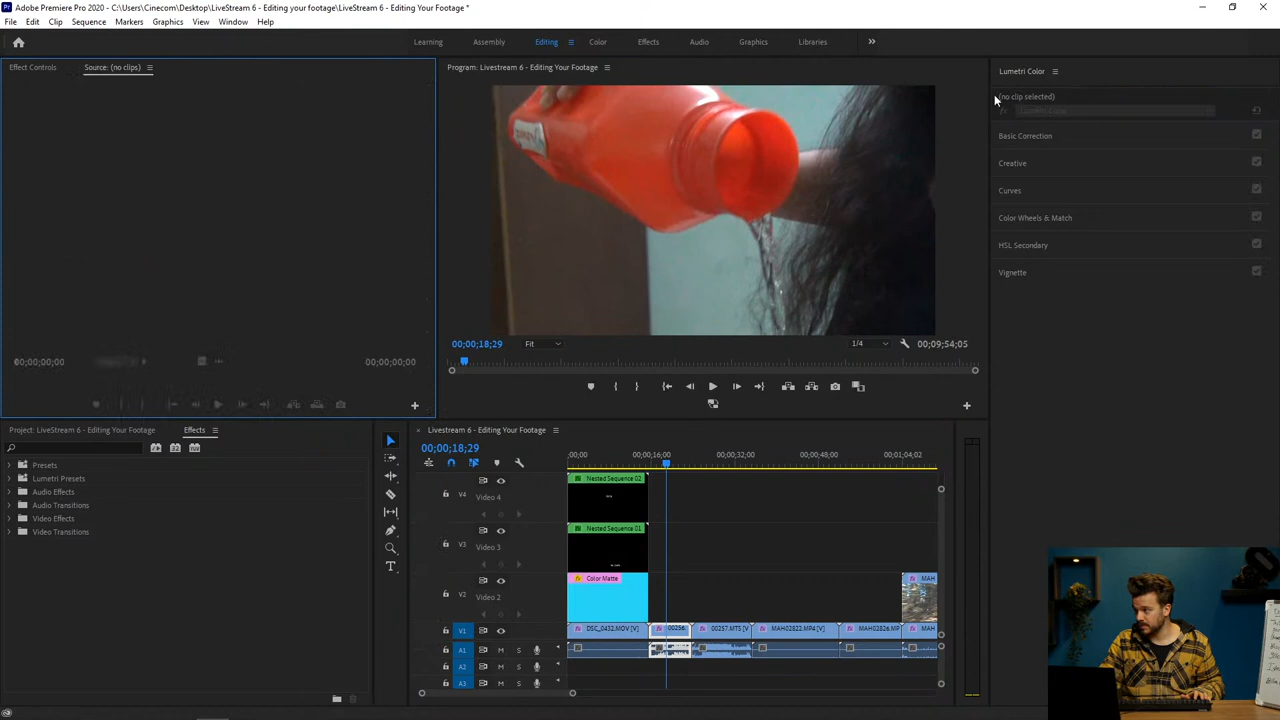 Adobe Premiere Pro 2020 - C:\Users\Cinecom\Desktop\LiveStream 6 - Editing your footage\LiveStream 6 - Editing Your Footage *
File Edit Clip Sequence Markers Graphics View Window Help
Learning Assembly Editing Color Effects Audio Graphics Libraries
Effect Controls Source: (no clips)
Program: Livestream 6 - Editing Your Footage
Lumetri Color
(no clip selected)
Basic Correction
Creative
Curves
Color Wheels & Match
HSL Secondary
Vignette
00;00;00;00 00;00;00;00
00;00;18;29 Fit 1/4 00;09;54;05
Project: LiveStream 6 - Editing Your Footage Effects
Presets
Lumetri Presets
Audio Effects
Audio Transitions
Video Effects
Video Transitions
Livestream 6 - Editing Your Footage
00;00;18;29
;00;00 00;00;16;00 00;00;32;00 00;00;48;00 00;01;04;02
V4 Video 4 Nested Sequence 02
V3 Video 3 Nested Sequence 01
V2 Video 2 Color Matte MAH
V1 DSC_0432.MOV [V] 00256. 00257.MTS [V MAH02822.MP4 [V] MAH02826.MP MAH
A1 M S
A2 M S
A3 M S